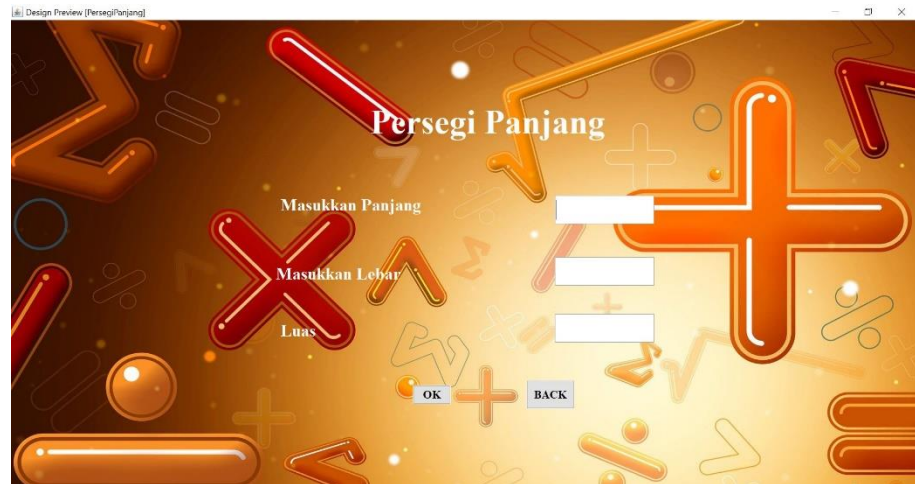 Design Preview [PersegiPanjang]
Persegi Panjang
Masukkan Panjang
Masukkan Lebar
Luas
OK
BACK